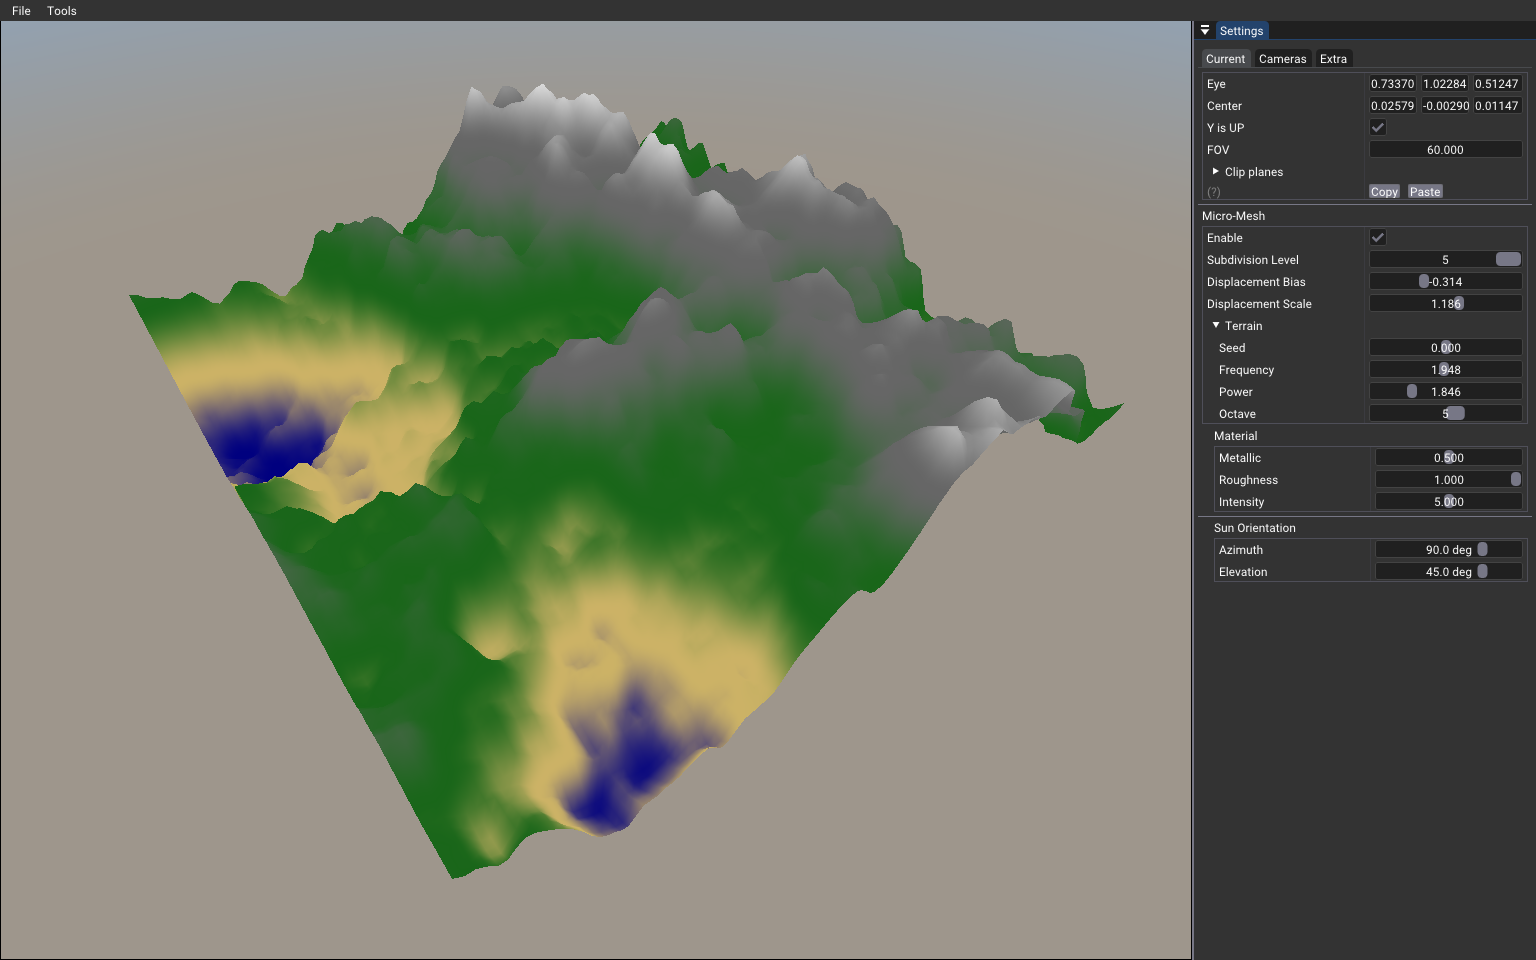 File Tools
Settings
Current Cameras Extra
Eye 0.73370 1.02284 0.51247
Center 0.02579 -0.00290 0.01147
Y is UP
FOV 60.000
Clip planes
(?) Copy Paste
Micro-Mesh
Enable
Subdivision Level 5
Displacement Bias -0.314
Displacement Scale 1.186
Terrain
Seed 0.000
Frequency 1.948
Power 1.846
Octave 5
Material
Metallic 0.500
Roughness 1.000
Intensity 5.000
Sun Orientation
Azimuth 90.0 deg
Elevation 45.0 deg